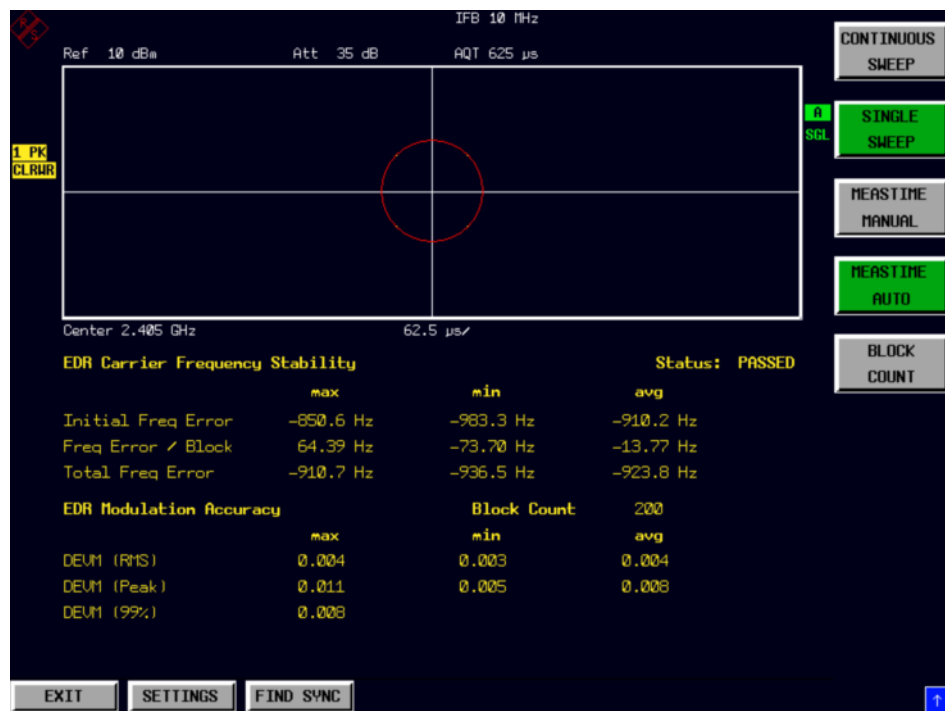 R S
IFB 10 MHz
Ref 10 dBm Att 35 dB AQT 625 µs
CONTINUOUS
SWEEP
A
SGL
SINGLE
SWEEP
1 PK
CLRWR
MEASTIME
MANUAL
MEASTIME
AUTO
Center 2.405 GHz 62.5 µs/
BLOCK
COUNT
EDR Carrier Frequency Stability Status: PASSED
max min avg
Initial Freq Error -850.6 Hz -983.3 Hz -910.2 Hz
Freq Error / Block 64.39 Hz -73.70 Hz -13.77 Hz
Total Freq Error -910.7 Hz -936.5 Hz -923.8 Hz
EDR Modulation Accuracy Block Count 200
max min avg
DEVM (RMS) 0.004 0.003 0.004
DEVM (Peak) 0.011 0.005 0.008
DEVM (99%) 0.008
EXIT SETTINGS FIND SYNC